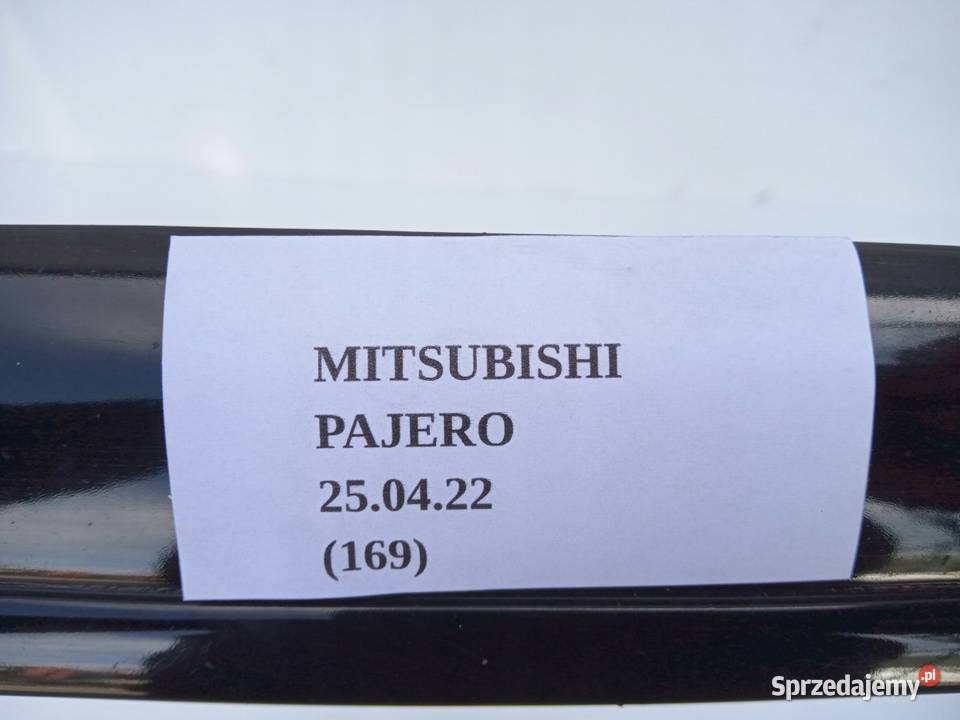 MITSUBISHI
PAJERO
25.04.22
(169)
Sprzedajemy.pl